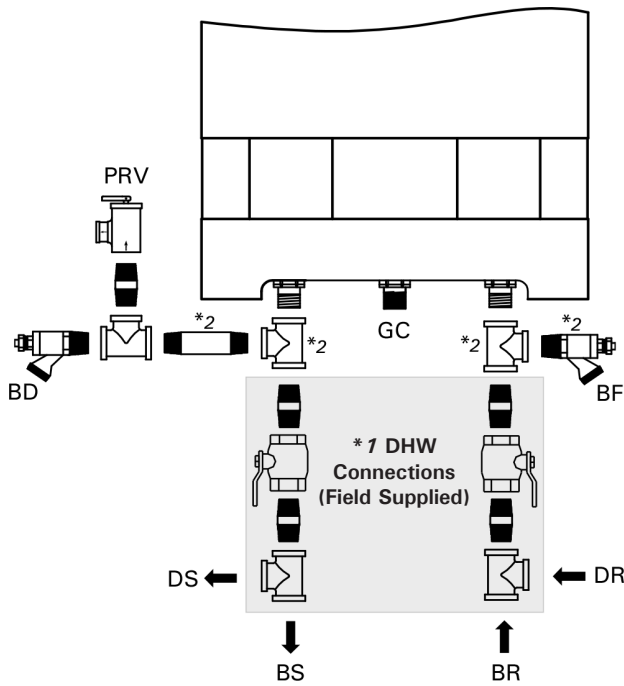 PRV
*2
*2
GC
*2
*2
BD
BF
*1 DHW
Connections
(Field Supplied)
DS
DR
BS
BR